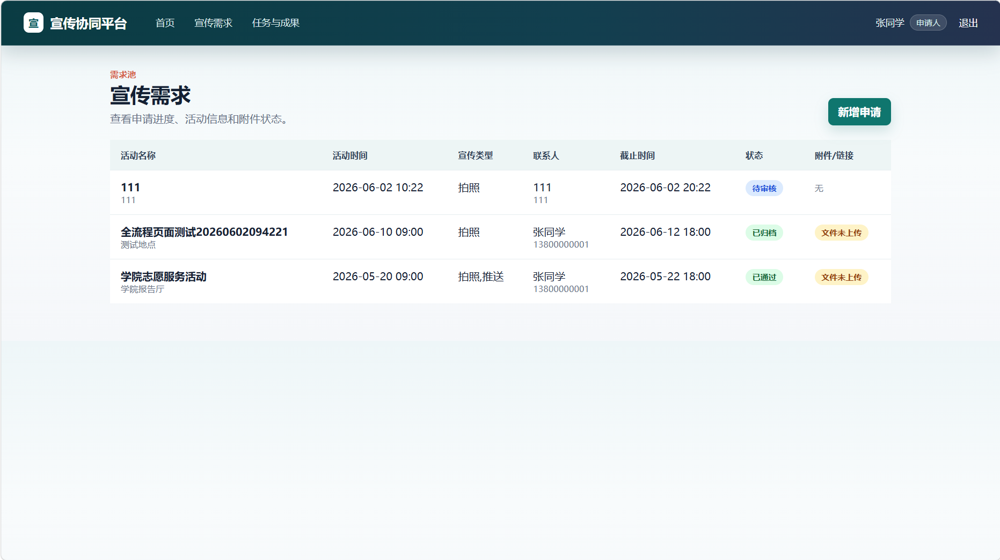 宣 宣传协同平台 首页 宣传需求 任务与成果 张同学 申请人 退出
需求池
宣传需求
查看申请进度、活动信息和附件状态。
新增申请
活动名称 活动时间 宣传类型 联系人 截止时间 状态 附件/链接
111 2026-06-02 10:22 拍照 111 2026-06-02 20:22 待审核 无
111 111
全流程页面测试20260602094221 2026-06-10 09:00 拍照 张同学 2026-06-12 18:00 已归档 文件未上传
测试地点 13800000001
学院志愿服务活动 2026-05-20 09:00 拍照,推送 张同学 2026-05-22 18:00 已通过 文件未上传
学院报告厅 13800000001